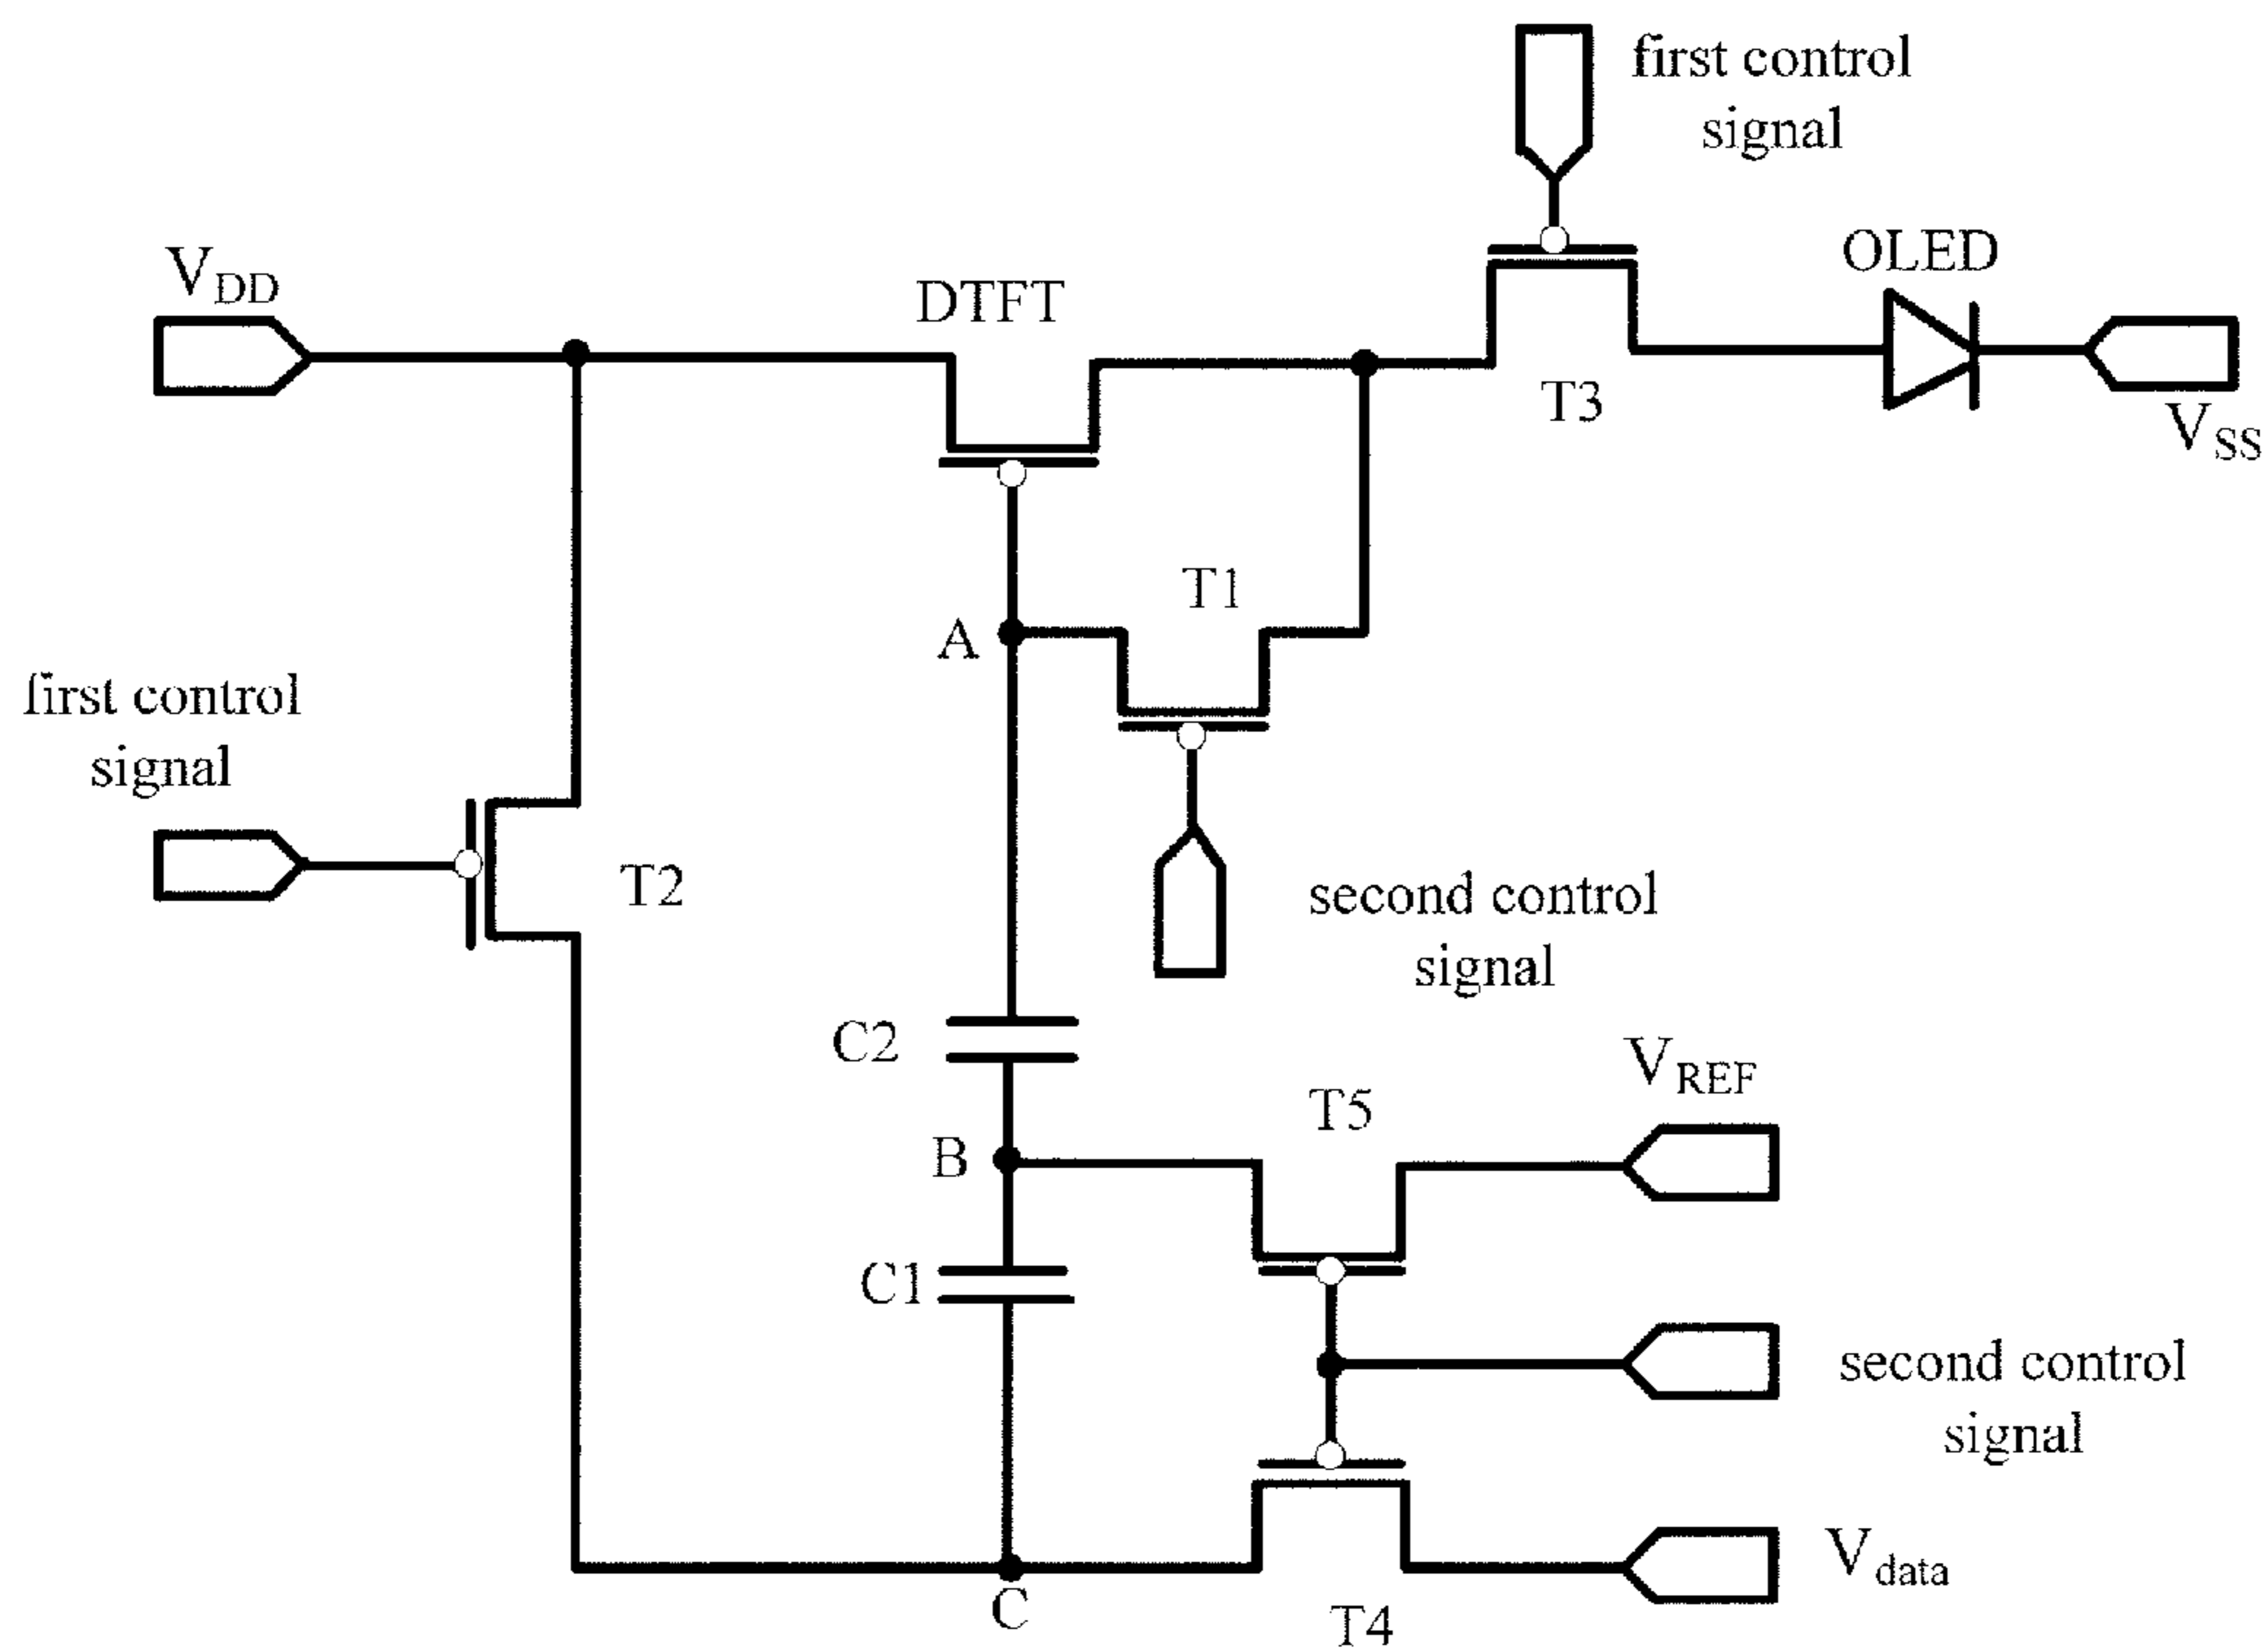 first control
signal
OLED
VDD
DTFT
T3
VSS
T1
A
first control
signal
T2
second control
signal
C2
VREF
T5
B
C1
second control
signal
Vdata
C
T4